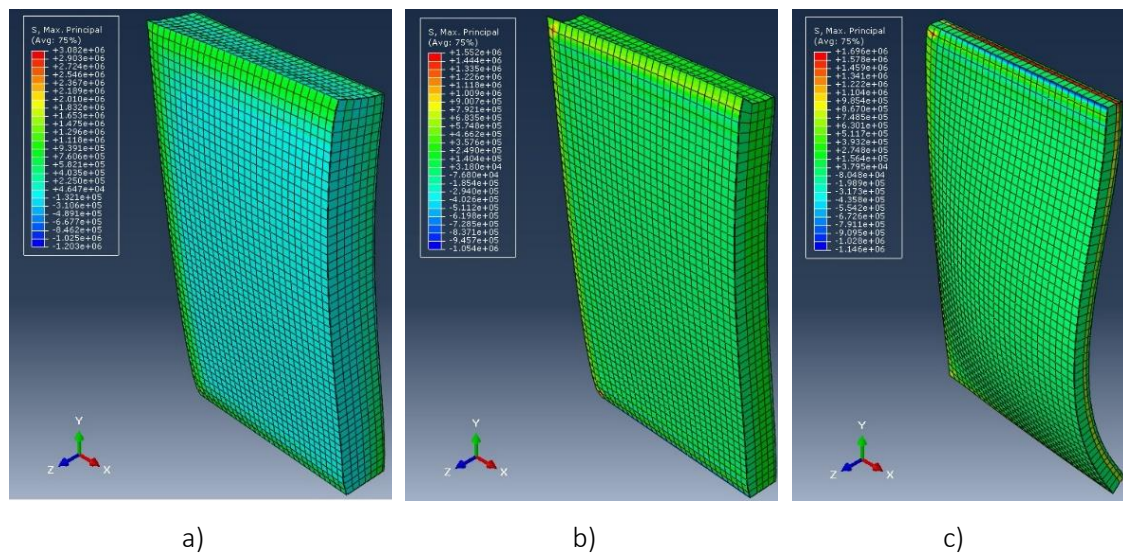 S, Max. Principal
(Avg: 75%)
+3.082e+06
+2.903e+06
+2.724e+06
+2.546e+06
+2.367e+06
+2.189e+06
+2.010e+06
+1.832e+06
+1.653e+06
+1.475e+06
+1.296e+06
+1.118e+06
+9.391e+05
+7.606e+05
+5.821e+05
+4.035e+05
+2.250e+05
+4.647e+04
-1.321e+05
-3.106e+05
-4.891e+05
-6.677e+05
-8.462e+05
-1.025e+06
-1.203e+06
Y
Z
X
a)
S, Max. Principal
(Avg: 75%)
+1.552e+06
+1.444e+06
+1.335e+06
+1.226e+06
+1.118e+06
+1.009e+06
+9.007e+05
+7.921e+05
+6.835e+05
+5.748e+05
+4.662e+05
+3.576e+05
+2.490e+05
+1.404e+05
+3.180e+04
-7.680e+04
-1.854e+05
-2.940e+05
-4.026e+05
-5.112e+05
-6.198e+05
-7.285e+05
-8.371e+05
-9.457e+05
-1.054e+06
Y
Z
X
b)
S, Max. Principal
(Avg: 75%)
+1.696e+06
+1.578e+06
+1.459e+06
+1.341e+06
+1.222e+06
+1.104e+06
+9.854e+05
+8.670e+05
+7.485e+05
+6.301e+05
+5.117e+05
+3.932e+05
+2.748e+05
+1.564e+05
+3.795e+04
-8.048e+04
-1.989e+05
-3.173e+05
-4.358e+05
-5.542e+05
-6.726e+05
-7.911e+05
-9.095e+05
-1.028e+06
-1.146e+06
Y
Z
X
c)